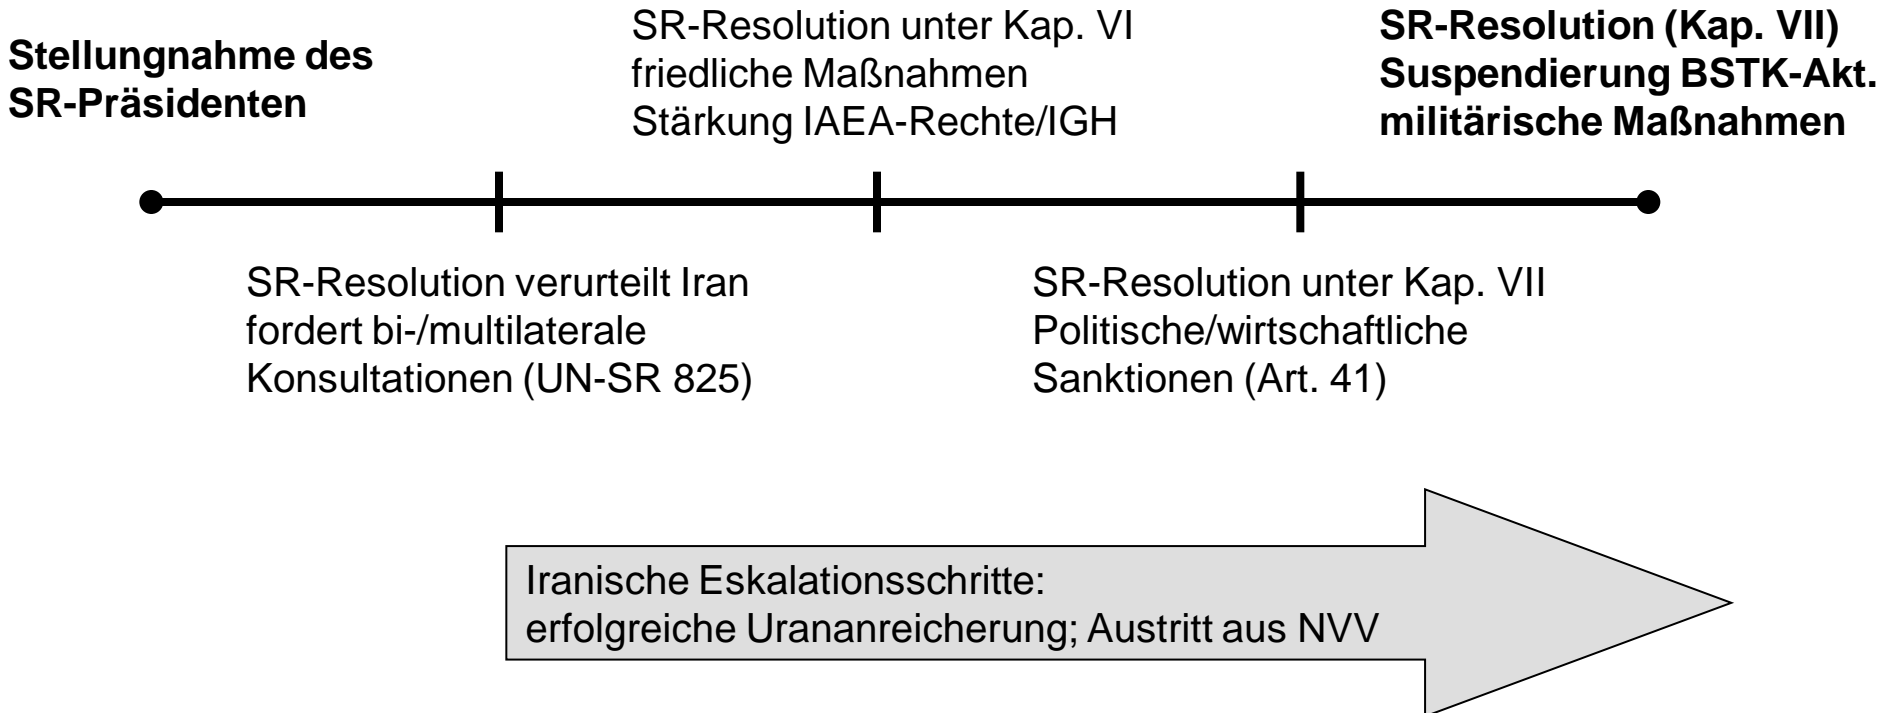 Stellungnahme des
SR-Präsidenten
SR-Resolution unter Kap. VI
friedliche Maßnahmen
Stärkung IAEA-Rechte/IGH
SR-Resolution (Kap. VII)
Suspendierung BSTK-Akt.
militärische Maßnahmen
SR-Resolution verurteilt Iran
fordert bi-/multilaterale
Konsultationen (UN-SR 825)
SR-Resolution unter Kap. VII
Politische/wirtschaftliche
Sanktionen (Art. 41)
Iranische Eskalationsschritte:
erfolgreiche Urananreicherung; Austritt aus NVV